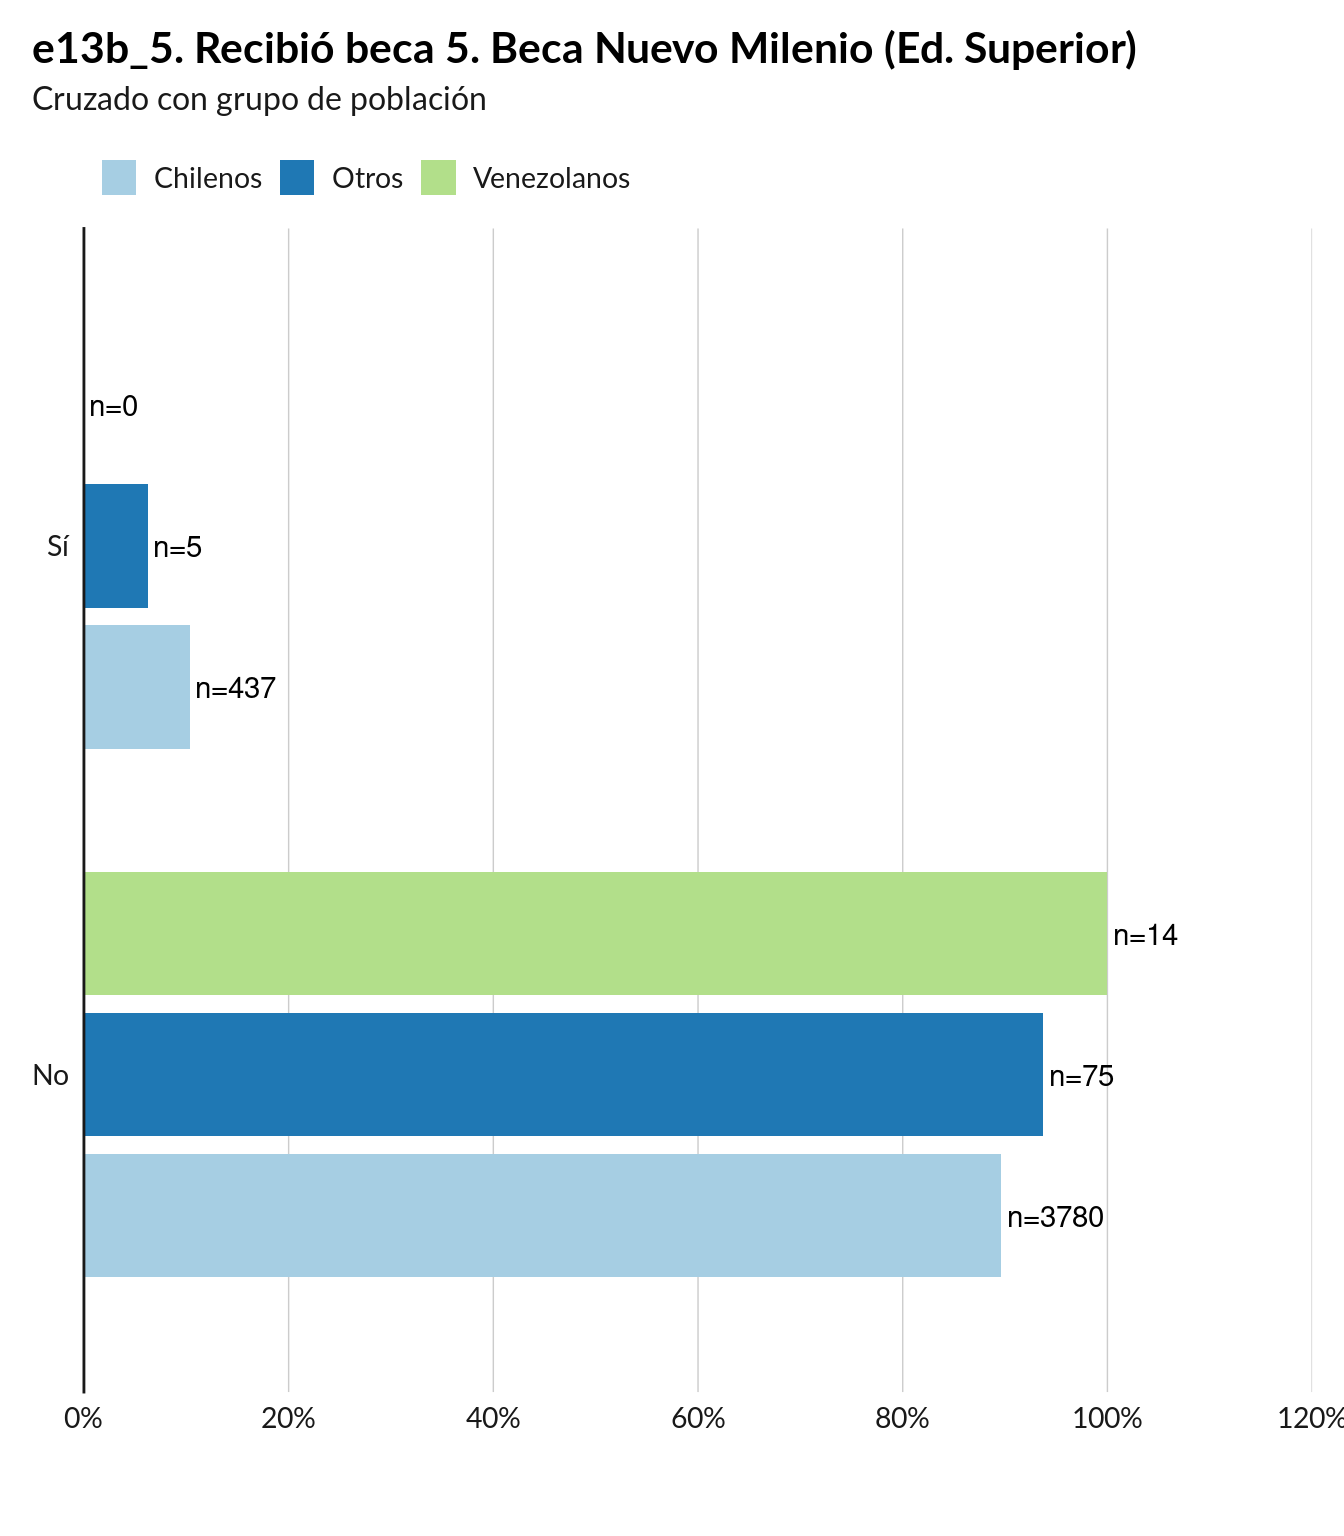 e13b_5. Recibió beca 5. Beca Nuevo Milenio (Ed. Superior)
Cruzado con grupo de población
Chilenos Otros Venezolanos
n=0
Sí n=5
n=437
n=14
No n=75
n=3780
0% 20% 40% 60% 80% 100% 120%